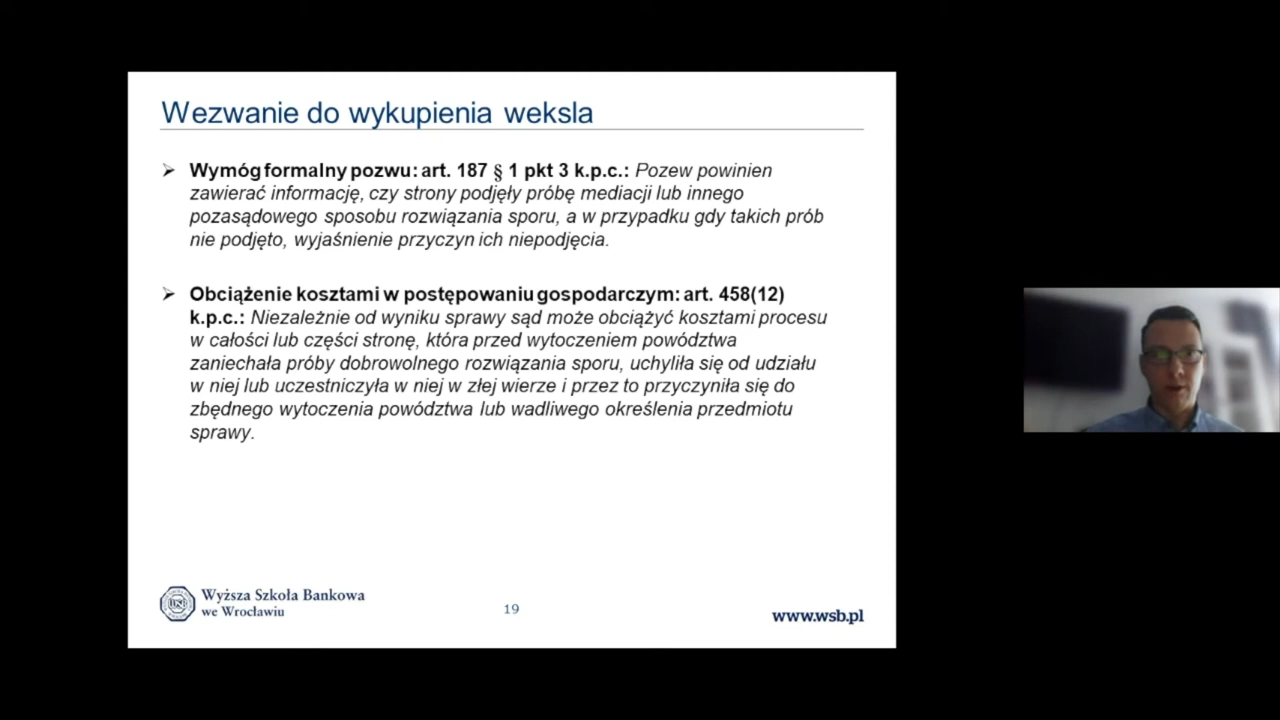 Wezwanie do wykupienia weksla
➢ Wymóg formalny pozwu: art. 187 § 1 pkt 3 k.p.c.: Pozew powinien
zawierać informację, czy strony podjęły próbę mediacji lub innego
pozasądowego sposobu rozwiązania sporu, a w przypadku gdy takich prób
nie podjęto, wyjaśnienie przyczyn ich niepodjęcia.
➢ Obciążenie kosztami w postępowaniu gospodarczym: art. 458(12)
k.p.c.: Niezależnie od wyniku sprawy sąd może obciążyć kosztami procesu
w całości lub części stronę, która przed wytoczeniem powództwa
zaniechała próby dobrowolnego rozwiązania sporu, uchyliła się od udziału
w niej lub uczestniczyła w niej w złej wierze i przez to przyczyniła się do
zbędnego wytoczenia powództwa lub wadliwego określenia przedmiotu
sprawy.
WSB
Wyższa Szkoła Bankowa
we Wrocławiu
19
www.wsb.pl